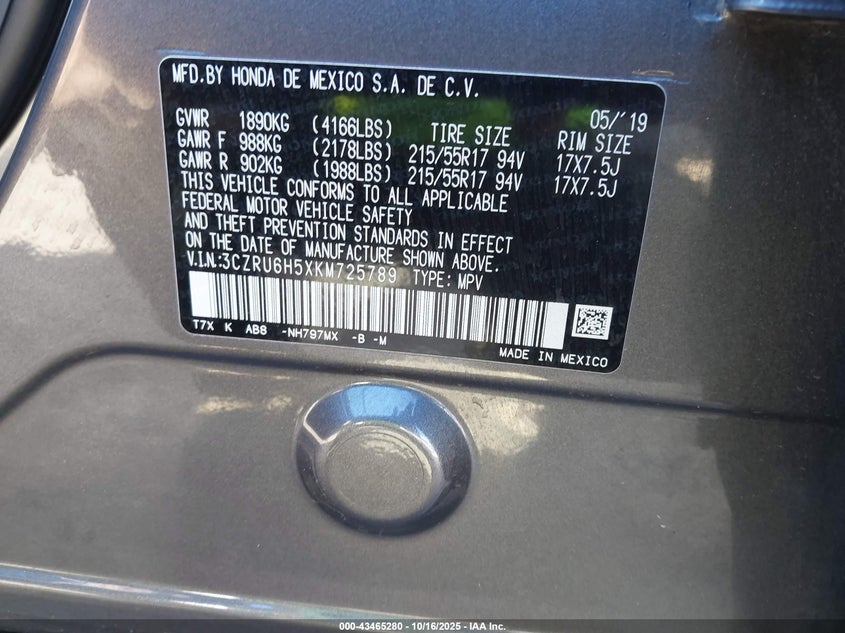 MFD.BY HONDA DE MEXICO S.A. DE C.V.
05/'19
GVWR 1890KG (4166LBS) TIRE SIZE RIM SIZE
GAWR F 988KG (2178LBS) 215/55R17 94V 17X7.5J
GAWR R 902KG (1988LBS) 215/55R17 94V 17X7.5J
THIS VEHICLE CONFORMS TO ALL APPLICABLE
FEDERAL MOTOR VEHICLE SAFETY
AND THEFT PREVENTION STANDARDS IN EFFECT
ON THE DATE OF MANUFACTURE SHOWN ABOVE.
V.I.N:3CZRU6H5XKM725789 TYPE: MPV
T7X K AB8 -NH797MX -B -M
MADE IN MEXICO
000-43465280 - 10/16/2025 - IAA Inc.